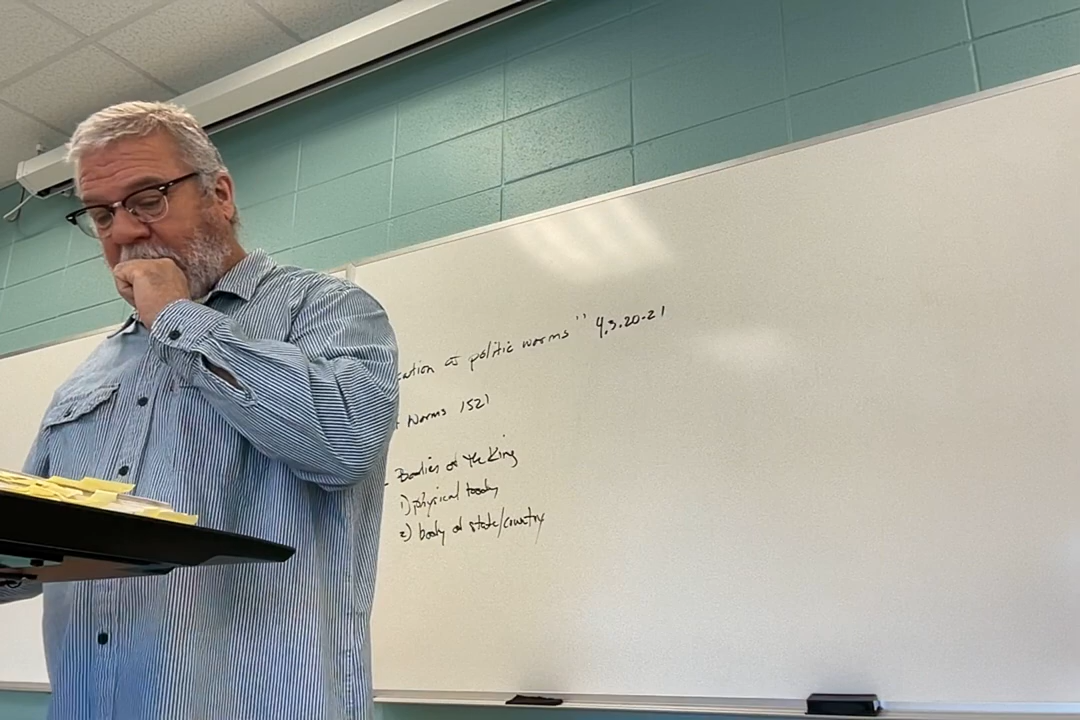 cation of politic worms" 4.3.20-21
Worms 1521
Bodies of the King
1) physical body
2) body of state/country